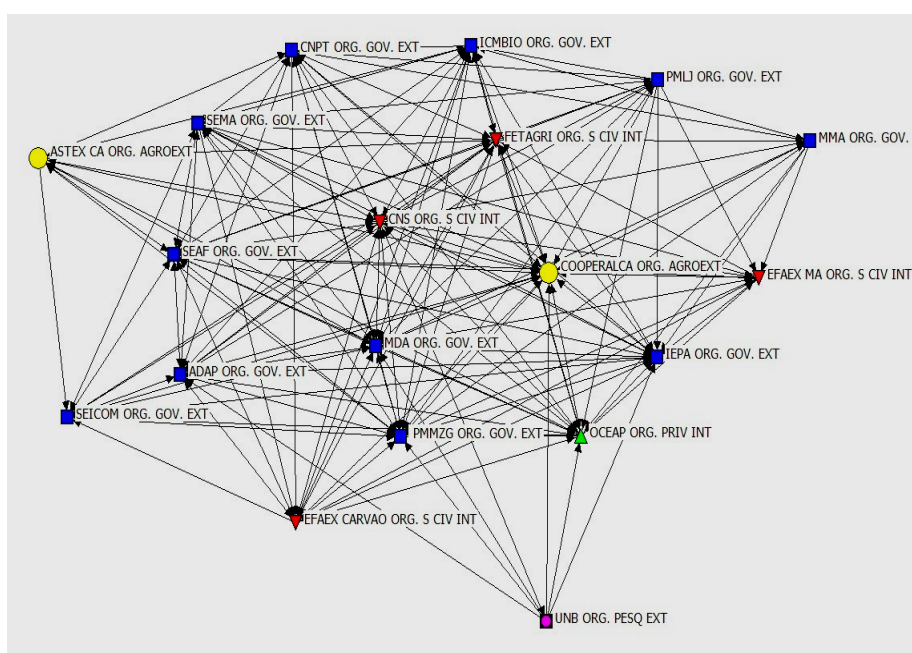 CNPT ORG. GOV. EXT
ICMBIO ORG. GOV. EXT
PMLJ ORG. GOV. EXT
SEMA ORG. GOV. EXT
FETAGRI ORG. S CIV INT
MMA ORG. GOV.
ASTEX CA ORG. AGROEXT
CNS ORG. S CIV INT
SEAF ORG. GOV. EXT
COOPERALCA ORG. AGROEXT
EFAEX MA ORG. S CIV INT
MDA ORG. GOV. EXT
IEPA ORG. GOV. EXT
ADAP ORG. GOV. EXT
SEICOM ORG. GOV. EXT
PMMZG ORG. GOV. EXT
OCEAP ORG. PRIV INT
EFAEX CARVAO ORG. S CIV INT
UNB ORG. PESQ EXT